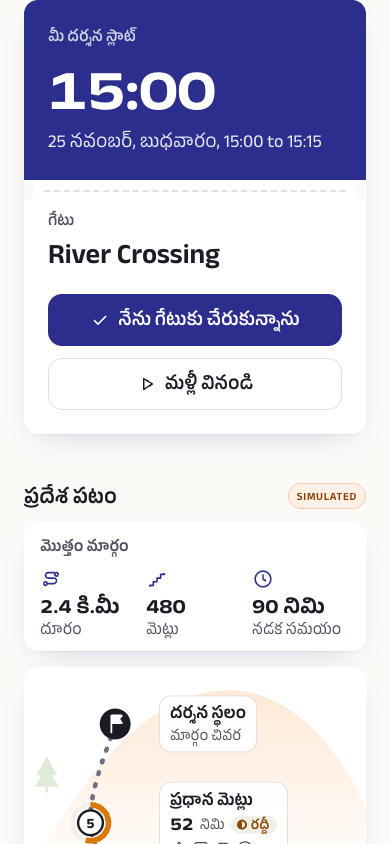 మీ దర్శన స్లాట్
15:00
25 నవంబర్, బుధవారం, 15:00 to 15:15
గేటు
River Crossing
నేను గేటుకు చేరుకున్నాను
మళ్లీ వినండి
ప్రదేశ పటం
SIMULATED
మొత్తం మార్గం
2.4 కి.మీ 480 90 నిమి
దూరం మెట్లు నడక సమయం
దర్శన స్థలం
మార్గం చివర
ప్రధాన మెట్లు
5 52 నిమి రద్దీ